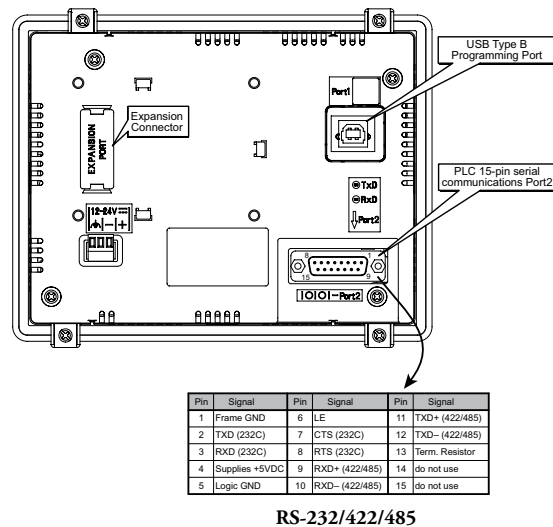 USB Type B
Programming Port
Port1
Expansion
Connector
EXPANSION
PORT
PLC 15-pin serial
communications Port2
TxD
RxD
Port2
12-24V
− +
8 1
15 9
IOIOI-Port2
Pin Signal Pin Signal Pin Signal
1 Frame GND 6 LE 11 TXD+ (422/485)
2 TXD (232C) 7 CTS (232C) 12 TXD– (422/485)
3 RXD (232C) 8 RTS (232C) 13 Term. Resistor
4 Supplies +5VDC 9 RXD+ (422/485) 14 do not use
5 Logic GND 10 RXD– (422/485) 15 do not use
RS-232/422/485